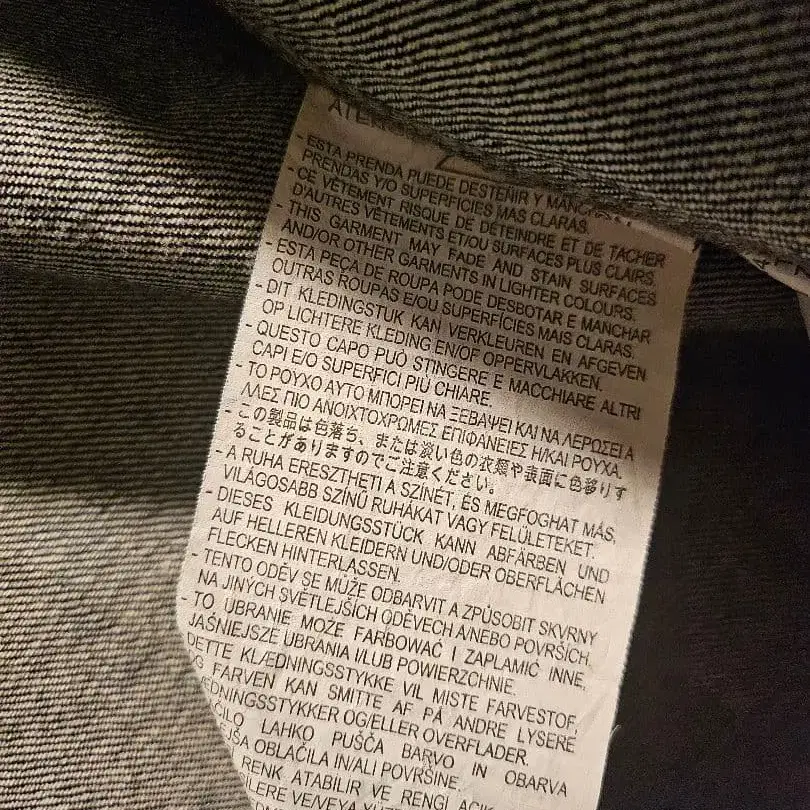 - ESTA PRENDA PUEDE DESTEÑIR Y
PRENDAS Y/O SUPERFICIES MAS CLARAS.
- CE VÊTEMENT RISQUE DE DÉTEINDRE ET DE TACHER
D'AUTRES VÊTEMENTS ET/OU SURFACES PLUS CLAIRS.
- THIS GARMENT MAY FADE AND STAIN SURFACES
AND/OR OTHER GARMENTS IN LIGHTER COLOURS.
- ESTA PEÇA DE ROUPA PODE DESBOTAR E MANCHAR
OUTRAS ROUPAS E/OU SUPERFÍCIES MAIS CLARAS.
- DIT KLEDINGSTUK KAN VERKLEUREN EN AFGEVEN
OP LICHTERE KLEDING EN/OF OPPERVLAKKEN.
- QUESTO CAPO PUÒ STINGERE E MACCHIARE ALTRI
CAPI E/O SUPERFICI PIÙ CHIARE.
- ΤΟ ΡΟΥΧΟ ΑΥΤΟ ΜΠΟΡΕΙ ΝΑ ΞΕΒΑΨΕΙ ΚΑΙ ΝΑ ΛΕΡΩΣΕΙ Α
ΛΛΕΣ ΠΙΟ ΑΝΟΙΧΤΟΧΡΩΜΕΣ ΕΠΙΦΑΝΕΙΕΣ Η/ΚΑΙ ΡΟΥΧΑ.
- この製品は色落ち、または淡い色の衣類や表面に色移りす
ることがありますのでご注意ください。
- A RUHA ERESZTHETI A SZÍNÉT, ÉS MEGFOGHAT MÁS,
VILÁGOSABB SZÍNŰ RUHÁKAT VAGY FELÜLETEKET.
- DIESES KLEIDUNGSSTÜCK KANN ABFÄRBEN UND
AUF HELLEREN KLEIDERN UND/ODER OBERFLÄCHEN
FLECKEN HINTERLASSEN.
- TENTO ODĚV SE MŮŽE ODBARVIT A ZPŮSOBIT SKVRNY
NA JINÝCH SVĚTLEJŠÍCH ODĚVECH A/NEBO POVRŠÍCH.
- TO UBRANIE MOŻE FARBOWAĆ I ZAPLAMIĆ INNE,
JAŚNIEJSZE UBRANIA I/LUB POWIERZCHNIE.
DETTE KLÆDNINGSSTYKKE VIL MISTE FARVESTOF,
FARVEN KAN SMITTE AF PÅ ANDRE LYSERE
OG/ELLER OVERFLADER.
LAHKO PUŠČA BARVO IN OBARVA
OBLAČILA IN/ALI POVRŠINE.
RENK ATABILIR VE RENGI
VE/VEYA